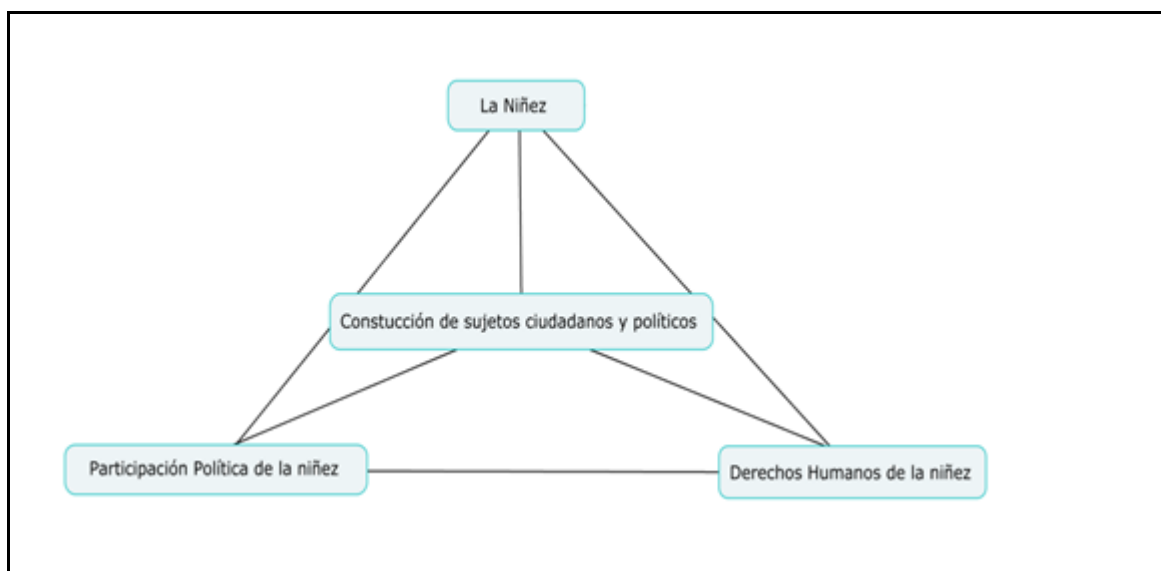 La Niñez
Constucción de sujetos ciudadanos y políticos
Participación Política de la niñez
Derechos Humanos de la niñez